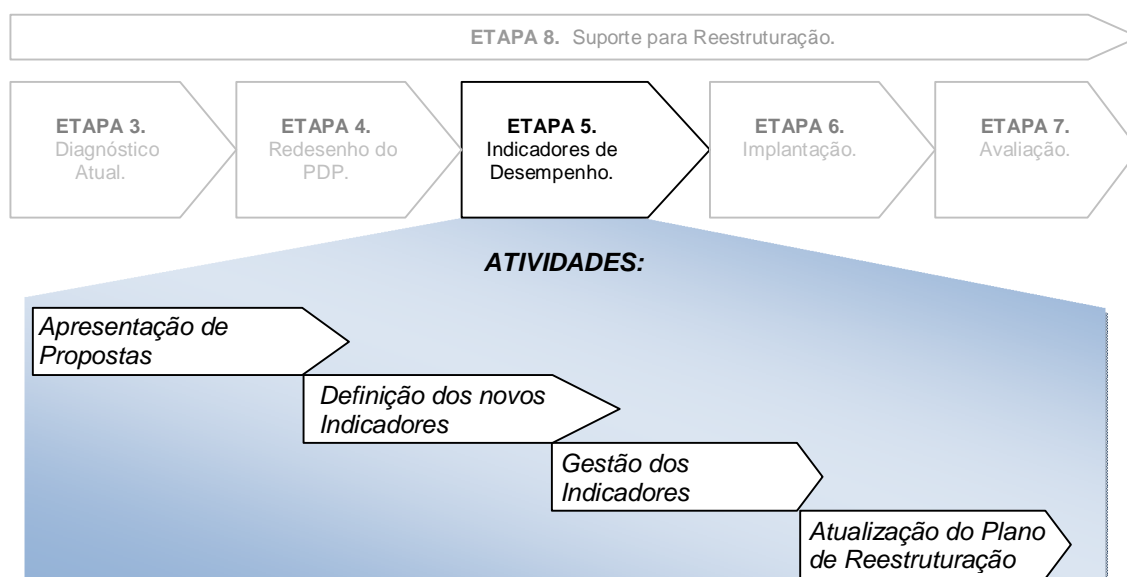 ETAPA 8. Suporte para Reestruturação.
ETAPA 3.
Diagnóstico
Atual.
ETAPA 4.
Redesenho do
PDP.
ETAPA 5.
Indicadores de
Desempenho.
ETAPA 6.
Implantação.
ETAPA 7.
Avaliação.
ATIVIDADES:
Apresentação de
Propostas
Definição dos novos
Indicadores
Gestão dos
Indicadores
Atualização do Plano
de Reestruturação